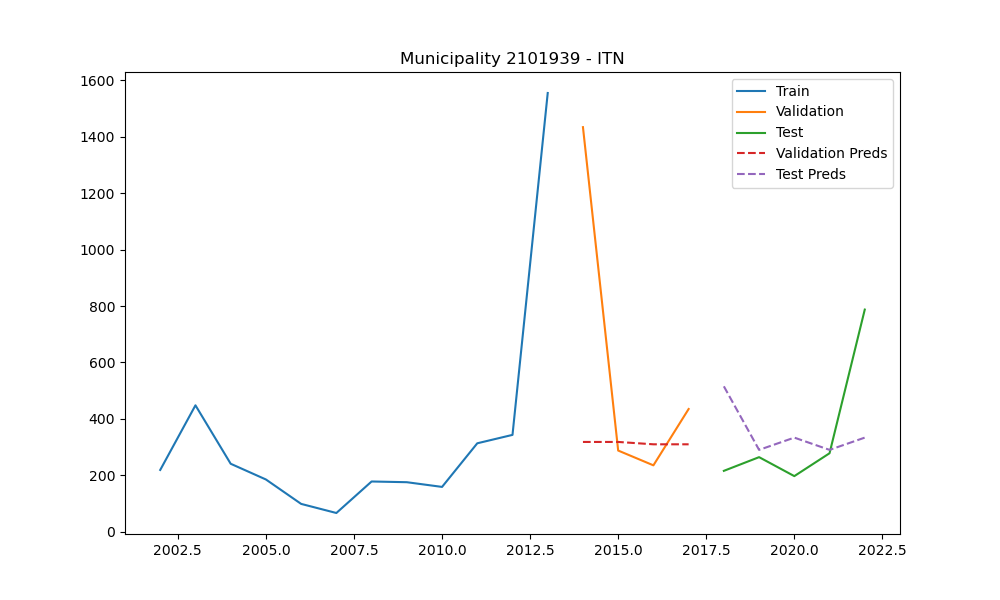 Municipality 2101939 - ITN
1600
1400
1200
1000
800
600
400
200
0
2002.5 2005.0 2007.5 2010.0 2012.5 2015.0 2017.5 2020.0 2022.5
Train
Validation
Test
Validation Preds
Test Preds